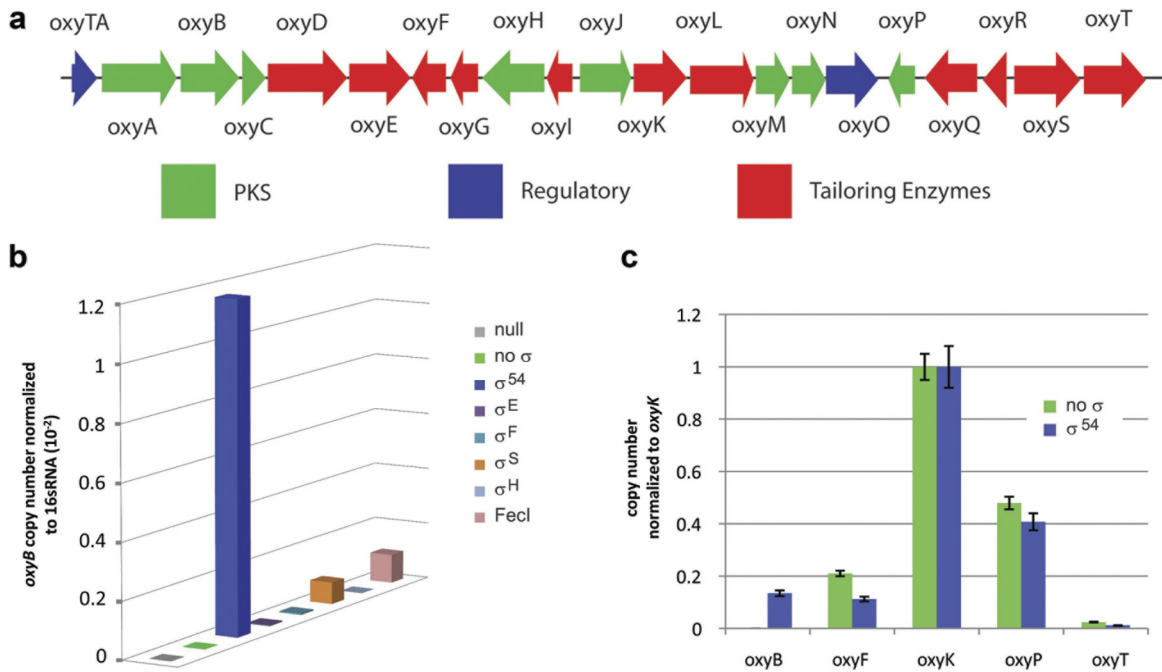 a
oxyTA oxyB oxyD oxyF oxyH oxyJ oxyL oxyN oxyP oxyR oxyT
oxyA oxyC oxyE oxyG oxyI oxyK oxyM oxyO oxyQ oxyS
PKS Regulatory Tailoring Enzymes
b
oxyB copy number normalized
to 16sRNA (10⁻²)
1.2
1
0.8
0.6
0.4
0.2
0
null
no σ
σ⁵⁴
σᴱ
σF
σS
σᴴ
FecI
c
copy number
normalized to oxyK
1.2
1
0.8
0.6
0.4
0.2
0
no σ
σ⁵⁴
oxyB oxyF oxyK oxyP oxyT